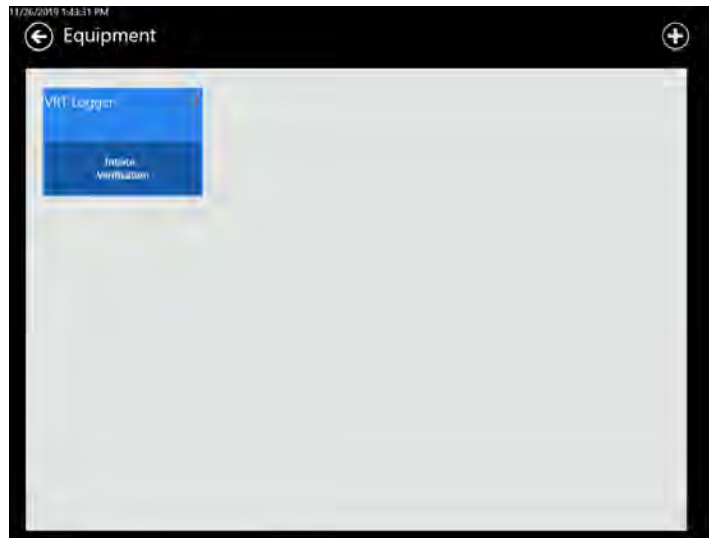 11/26/2019 1:43:31 PM
Equipment
VRT Logger
Initiate
Verification